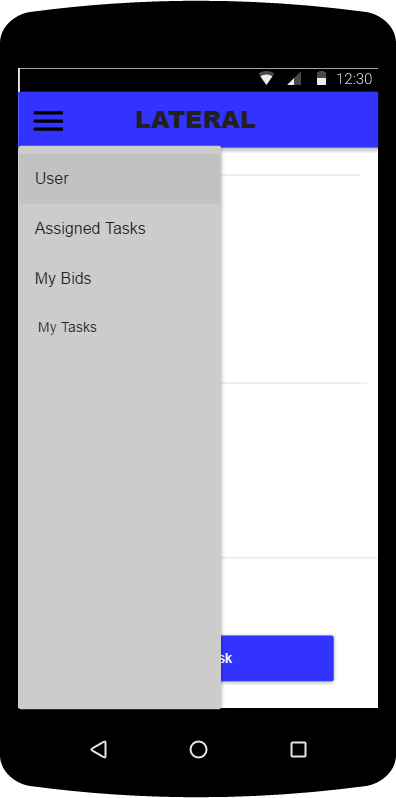 12:30
LATERAL
User
Assigned Tasks
My Bids
My Tasks
sk